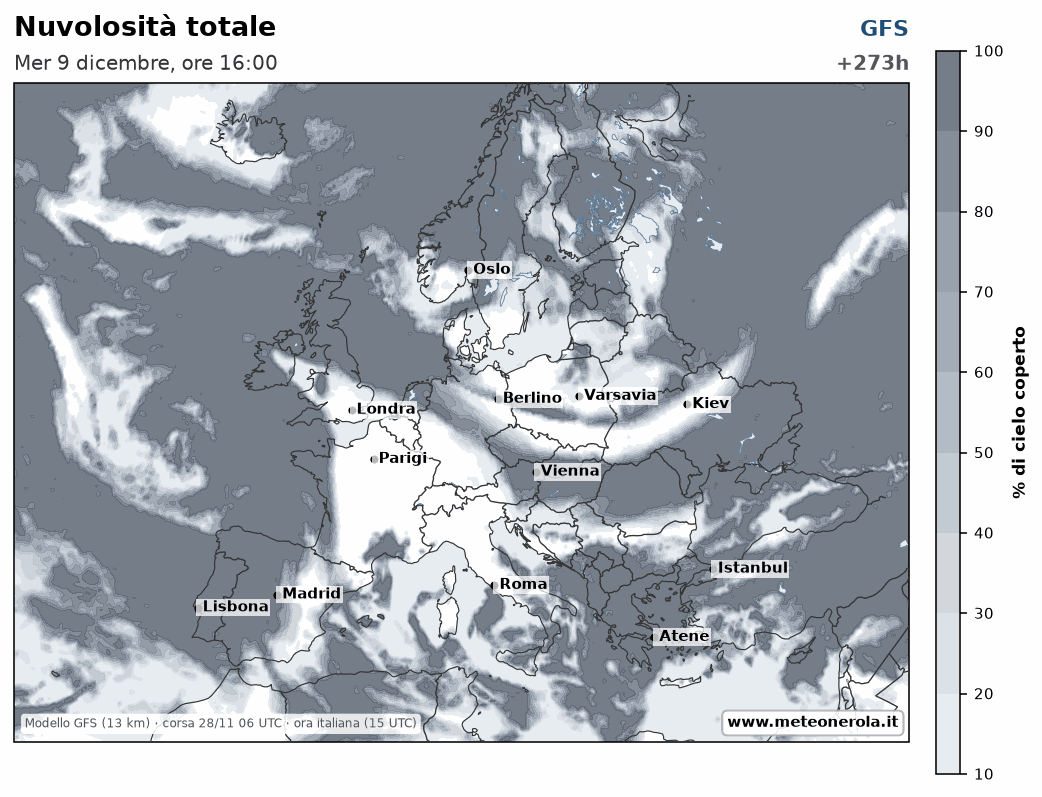 Nuvolosità totale
GFS
Mer 9 dicembre, ore 16:00
+273h
100
90
80
70
60
50
40
30
20
10
% di cielo coperto
Oslo
Berlino
Varsavia
Kiev
Londra
Parigi
Vienna
Istanbul
Roma
Madrid
Lisbona
Atene
Modello GFS (13 km) · corsa 28/11 06 UTC · ora italiana (15 UTC)
www.meteonerola.it